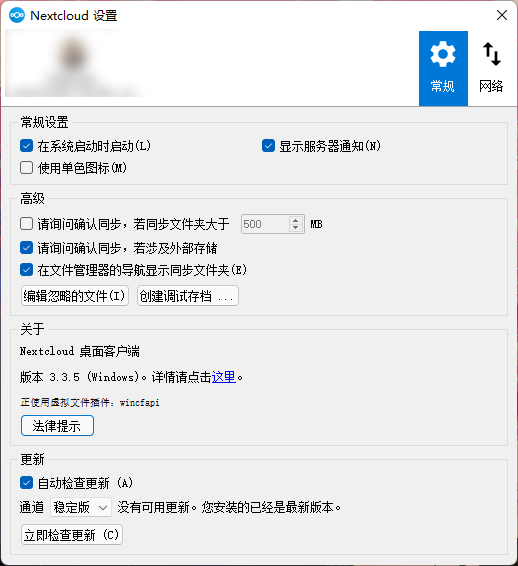 Nextcloud 设置
常规
网络
常规设置
在系统启动时启动(L)
显示服务器通知(N)
使用单色图标(M)
高级
请询问确认同步，若同步文件夹大于 500 MB
请询问确认同步，若涉及外部存储
在文件管理器的导航显示同步文件夹(E)
编辑忽略的文件(I)
创建调试存档 ...
关于
Nextcloud 桌面客户端
版本 3.3.5 (Windows)。详情请点击这里。
正使用虚拟文件插件：wincfapi
法律提示
更新
自动检查更新 (A)
通道 稳定版 没有可用更新。您安装的已经是最新版本。
立即检查更新 (C)